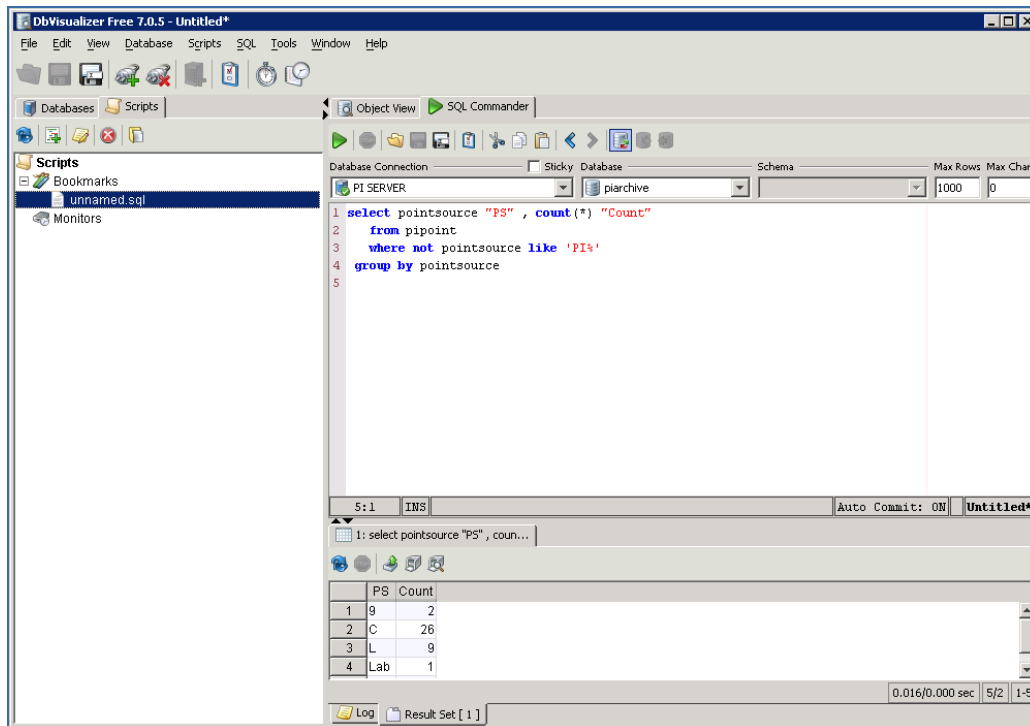 DbVisualizer Free 7.0.5 - Untitled*
File Edit View Database Scripts SQL Tools Window Help
Databases Scripts
Object View SQL Commander
Scripts
Bookmarks
unnamed.sql
Monitors
Database Connection Sticky Database Schema Max Rows Max Char
PI SERVER piarchive 1000 0
1 select pointsource "PS" , count(*) "Count"
2 from pipoint
3 where not pointsource like 'PI%'
4 group by pointsource
5
5:1 INS Auto Commit: ON Untitled*
1: select pointsource "PS" , coun...
PS Count
1 9 2
2 C 26
3 L 9
4 Lab 1
0.016/0.000 sec 5/2 1-5
Log Result Set [ 1 ]